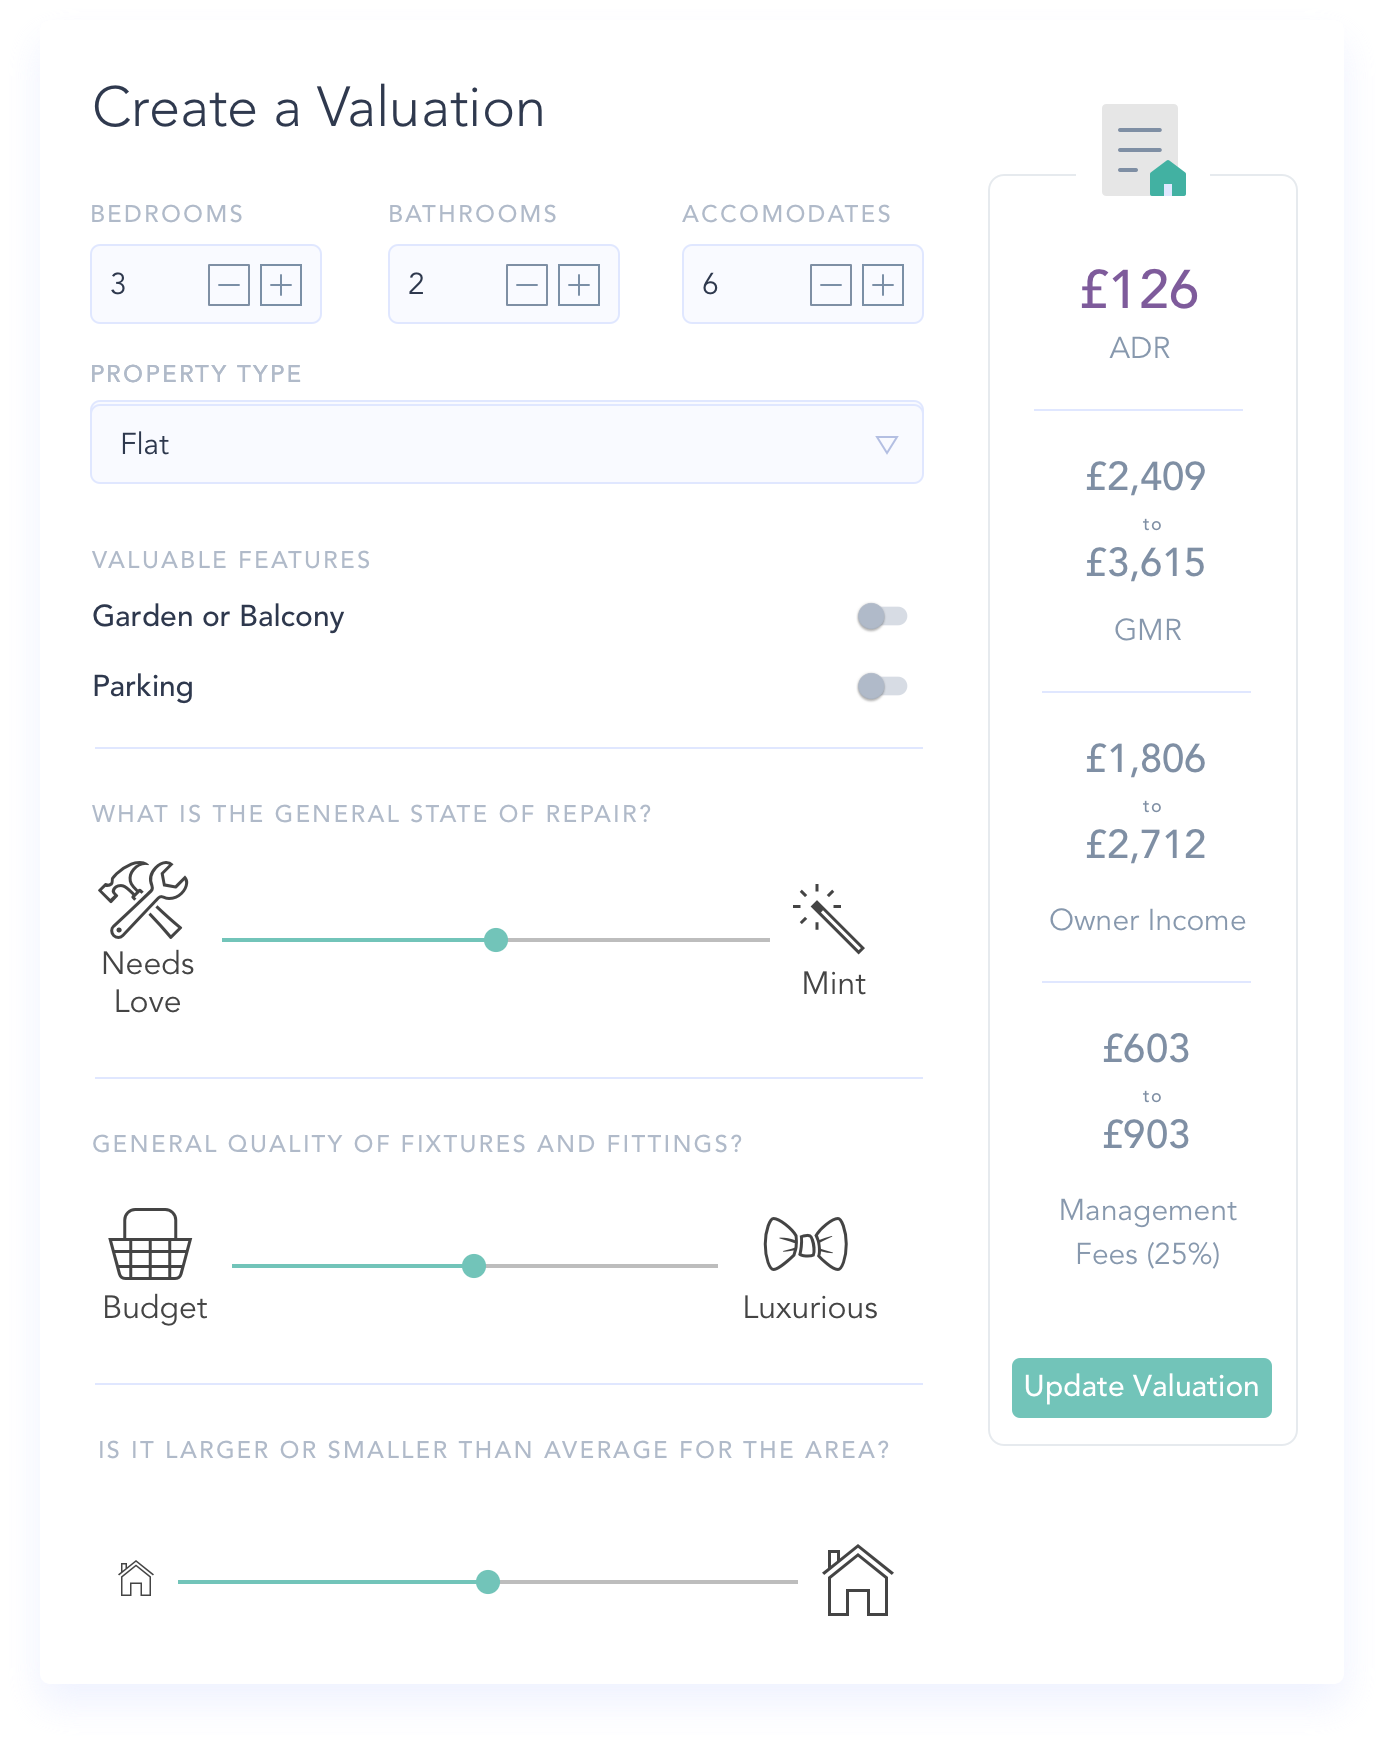 Create a Valuation
BEDROOMS
BATHROOMS
ACCOMODATES
3
2
6
PROPERTY TYPE
Flat
VALUABLE FEATURES
Garden or Balcony
Parking
WHAT IS THE GENERAL STATE OF REPAIR?
Needs
Love
Mint
GENERAL QUALITY OF FIXTURES AND FITTINGS?
Budget
Luxurious
IS IT LARGER OR SMALLER THAN AVERAGE FOR THE AREA?
£126
ADR
£2,409
to
£3,615
GMR
£1,806
to
£2,712
Owner Income
£603
to
£903
Management
Fees (25%)
Update Valuation